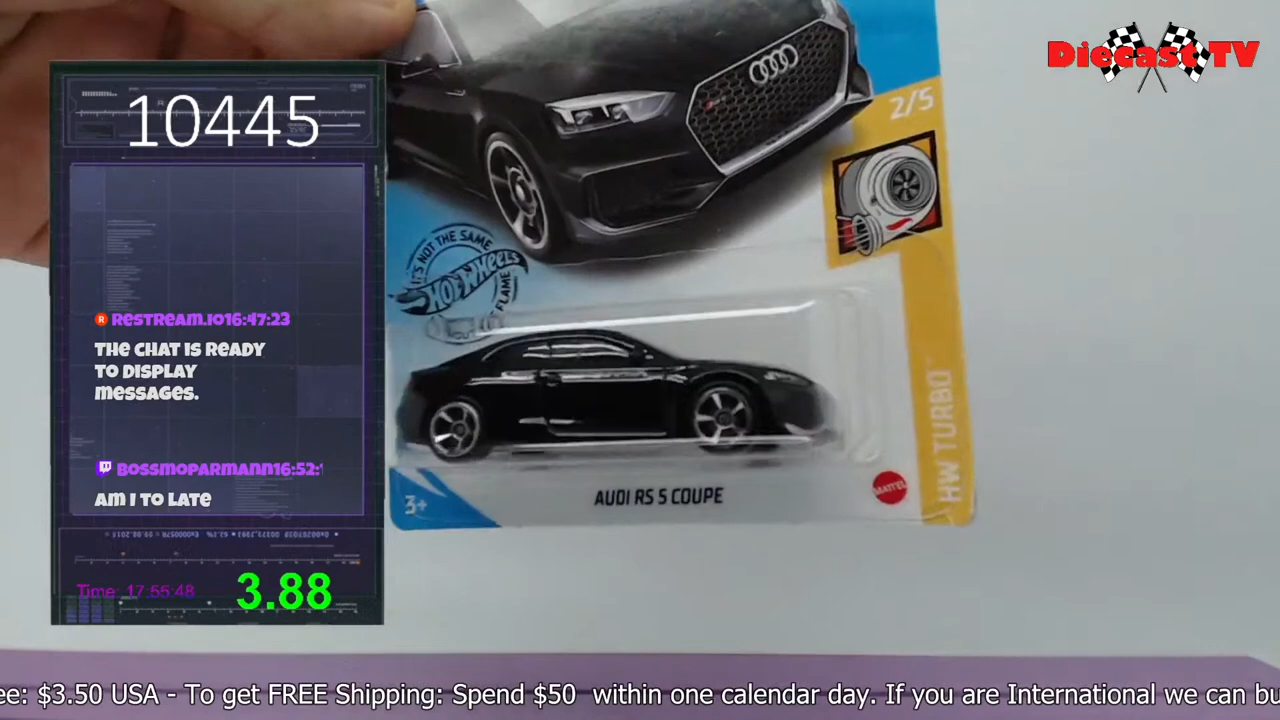 Diecast TV
10445
2/5
IT'S NOT THE SAME
HOT WHEELS
FLAME
RESTREAM.IO16:47:23
THE CHAT IS READY
TO DISPLAY
MESSAGES.
BOSSMOPARMANN16:52:
AM I TO LATE
HW TURBO
3+
AUDI RS 5 COUPE
MATTEL
Time: 17:55:48
3.88
ee: $3.50 USA - To get FREE Shipping: Spend $50 within one calendar day. If you are International we can bu